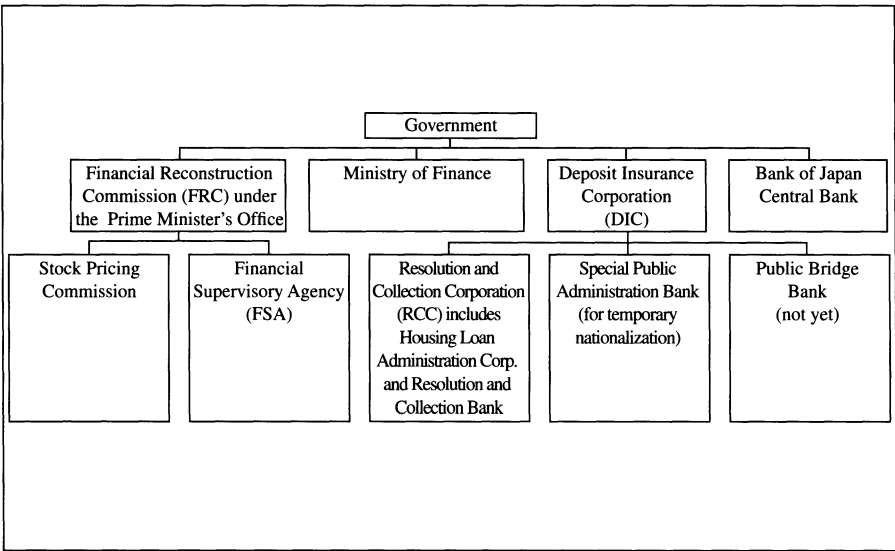 Government
Financial Reconstruction
Commission (FRC) under
the Prime Minister's Office
Ministry of Finance
Deposit Insurance
Corporation
(DIC)
Bank of Japan
Central Bank
Stock Pricing
Commission
Financial
Supervisory Agency
(FSA)
Resolution and
Collection Corporation
(RCC) includes
Housing Loan
Administration Corp.
and Resolution and
Collection Bank
Special Public
Administration Bank
(for temporary
nationalization)
Public Bridge
Bank
(not yet)